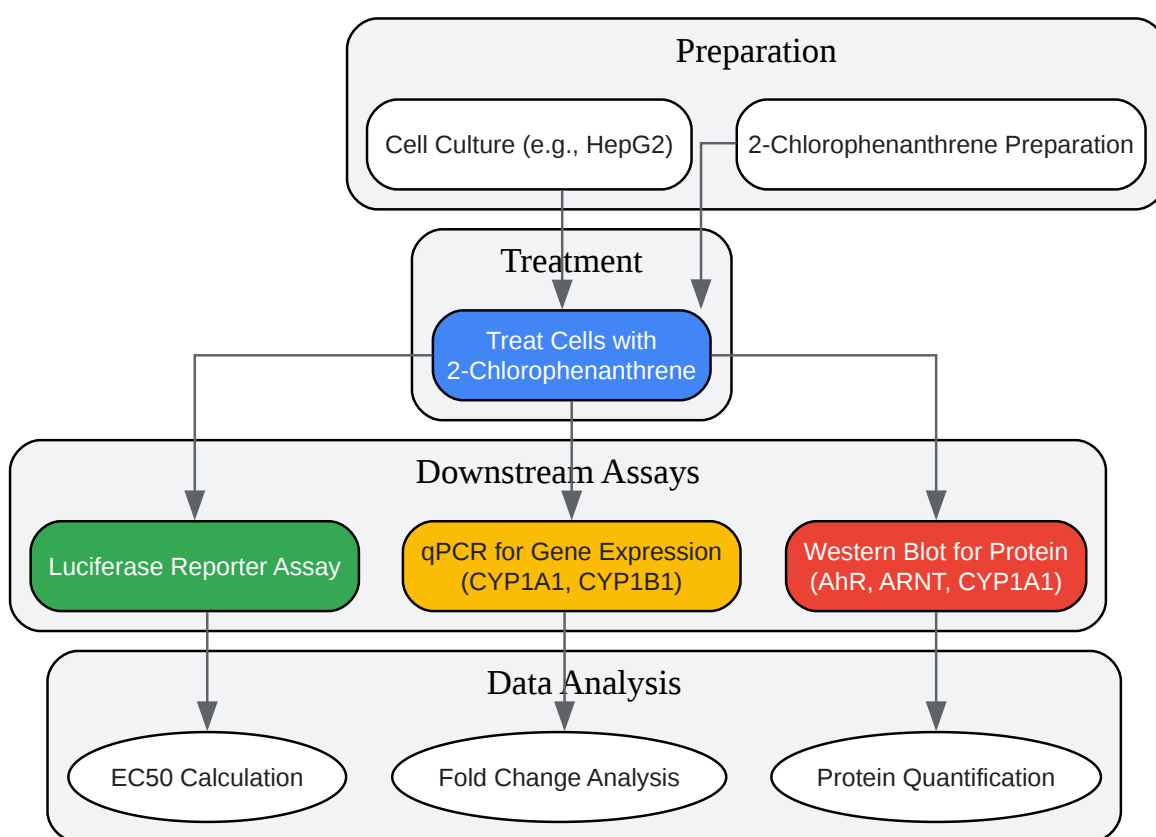 Preparation
Cell Culture (e.g., HepG2)
2-Chlorophenanthrene Preparation
Treatment
Treat Cells with
2-Chlorophenanthrene
Downstream Assays
Luciferase Reporter Assay
qPCR for Gene Expression
(CYP1A1, CYP1B1)
Western Blot for Protein
(AhR, ARNT, CYP1A1)
Data Analysis
EC50 Calculation
Fold Change Analysis
Protein Quantification